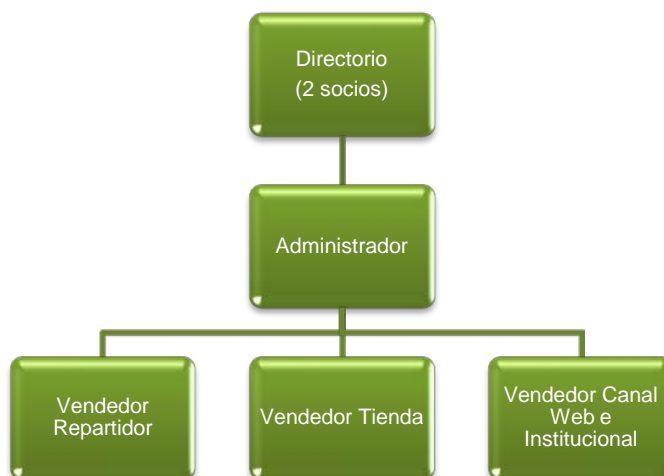 Directorio
(2 socios)
Administrador
Vendedor
Repartidor
Vendedor Tienda
Vendedor Canal
Web e
Institucional